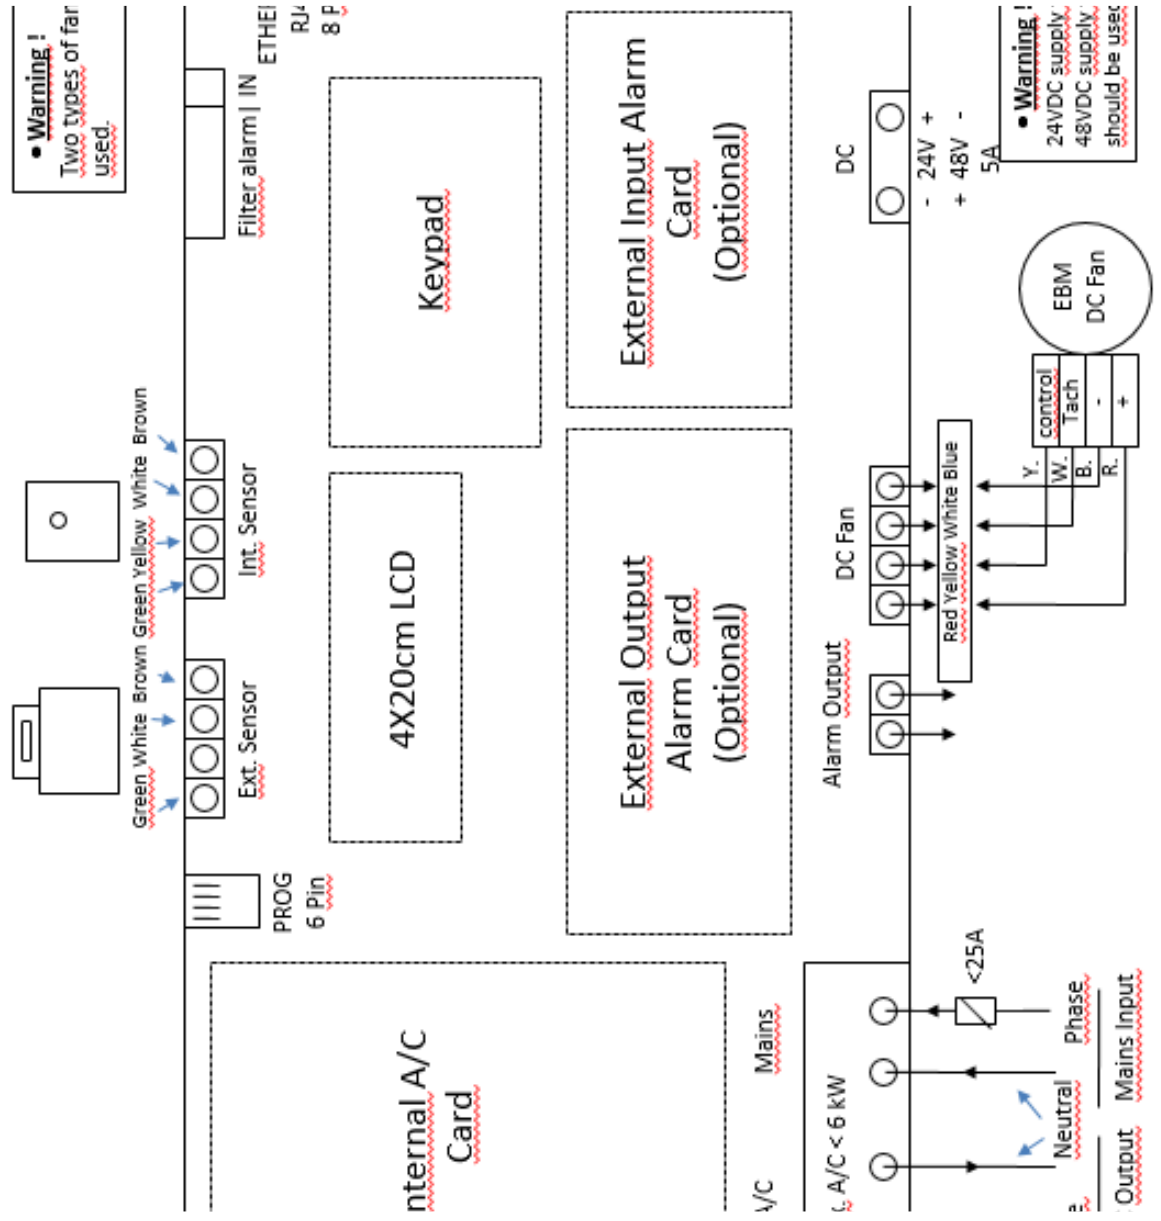 • Warning !
Two types of fan
used.
ETHE
RJ4
8 P
Filter alarm| IN
Keypad
External Input Alarm
Card
(Optional)
DC
- 24V +
+ 48V -
5A
• Warning !
24VDC supply
48VDC supply
should be used
EBM
DC Fan
control
Tach
-
+
Y.
W.
B.
R.
Green Yellow White Brown
Int. Sensor
Green White Brown
Ext. Sensor
4X20cm LCD
External Output
Alarm Card
(Optional)
DC Fan
Red Yellow White Blue
Alarm Output
PROG
6 Pin
nternal A/C
Card
Mains
A/C
. A/C < 6 kW
<25A
Phase
Mains Input
Neutral
Output